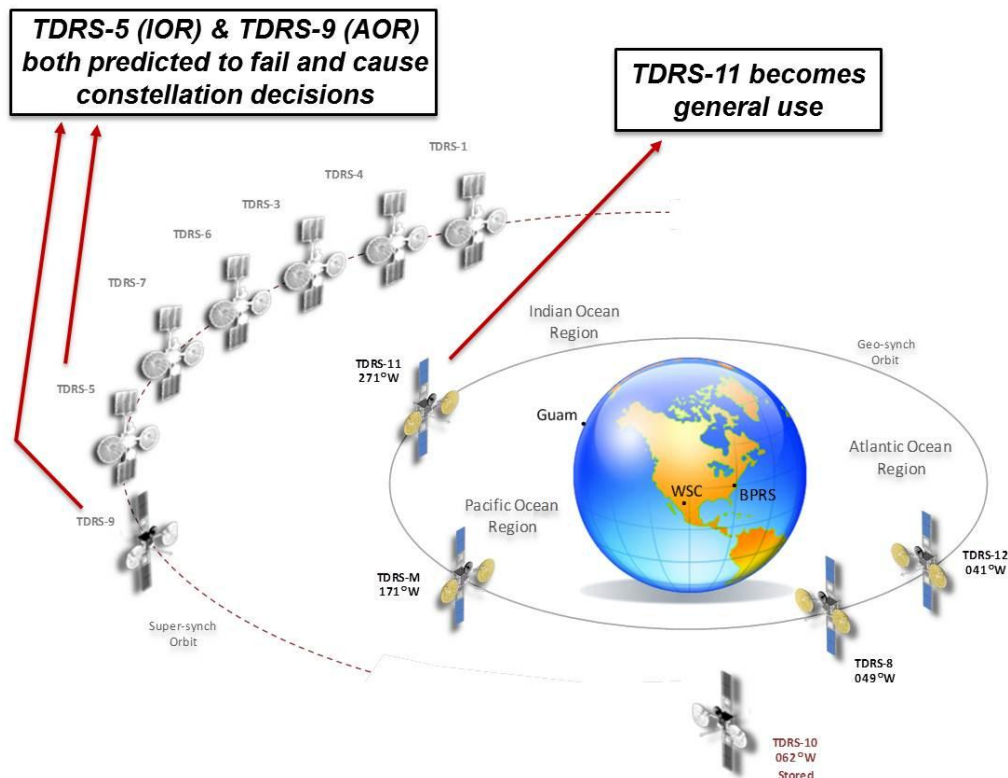 TDRS-5 (IOR) & TDRS-9 (AOR)
both predicted to fail and cause
constellation decisions
TDRS-11 becomes
general use
TDRS-1
TDRS-4
TDRS-3
TDRS-6
TDRS-7
TDRS-5
TDRS-9
Super-synch
Orbit
Indian Ocean
Region
Geo-synch
Orbit
TDRS-11
271°W
Guam
WSC
BPRS
Atlantic Ocean
Region
Pacific Ocean
Region
TDRS-M
171°W
TDRS-12
041°W
TDRS-8
049°W
TDRS-10
062°W
Stored